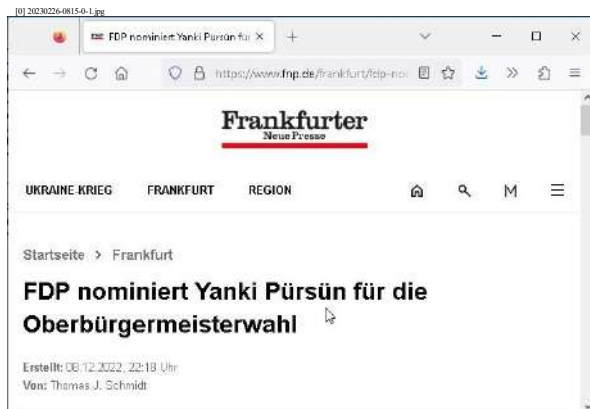 [0] 20230226-0815-0-1.jpg
FNP FDP nominiert Yanki Pürsün für
https://www.fnp.de/frankfurt/fdp-no
Frankfurter
Neue Presse
UKRAINE-KRIEG FRANKFURT REGION M
Startseite > Frankfurt
FDP nominiert Yanki Pürsün für die
Oberbürgermeisterwahl
Erstellt: 08.12.2022, 22:18 Uhr
Von: Thomas J. Schmidt